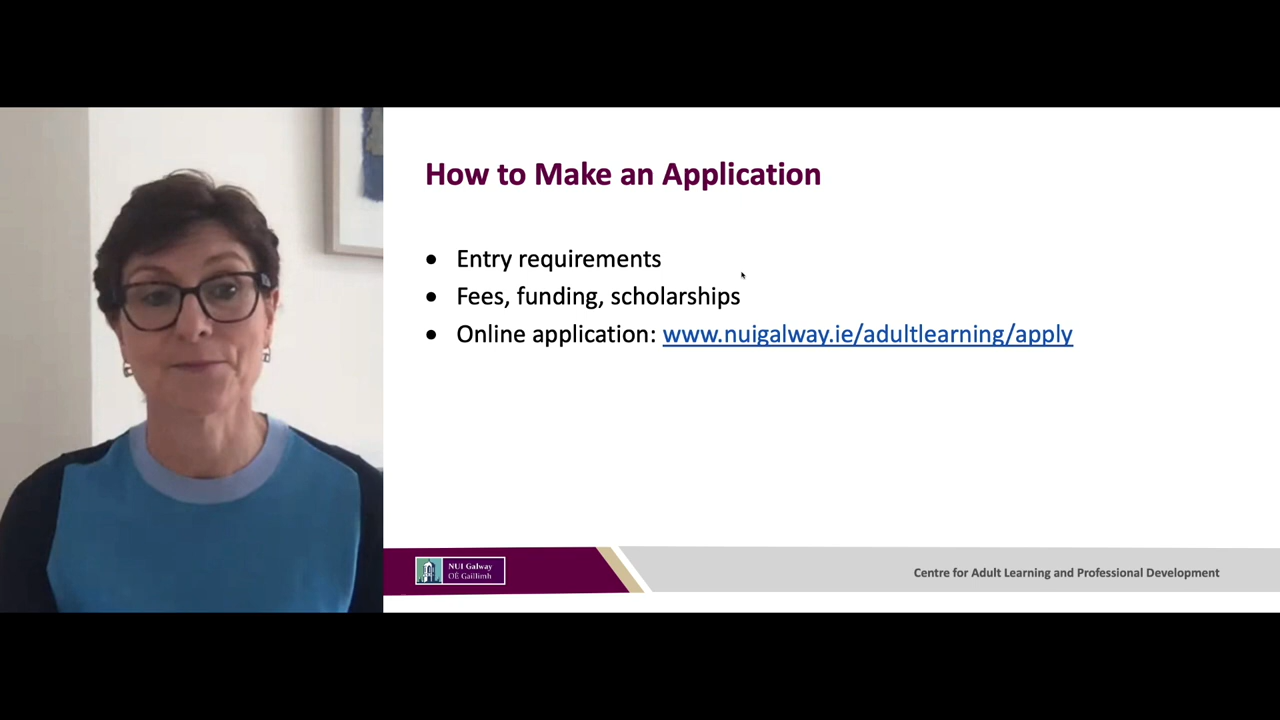 How to Make an Application
• Entry requirements
• Fees, funding, scholarships
• Online application: www.nuigalway.ie/adultlearning/apply
NUI Galway
OÉ Gaillimh
Centre for Adult Learning and Professional Development